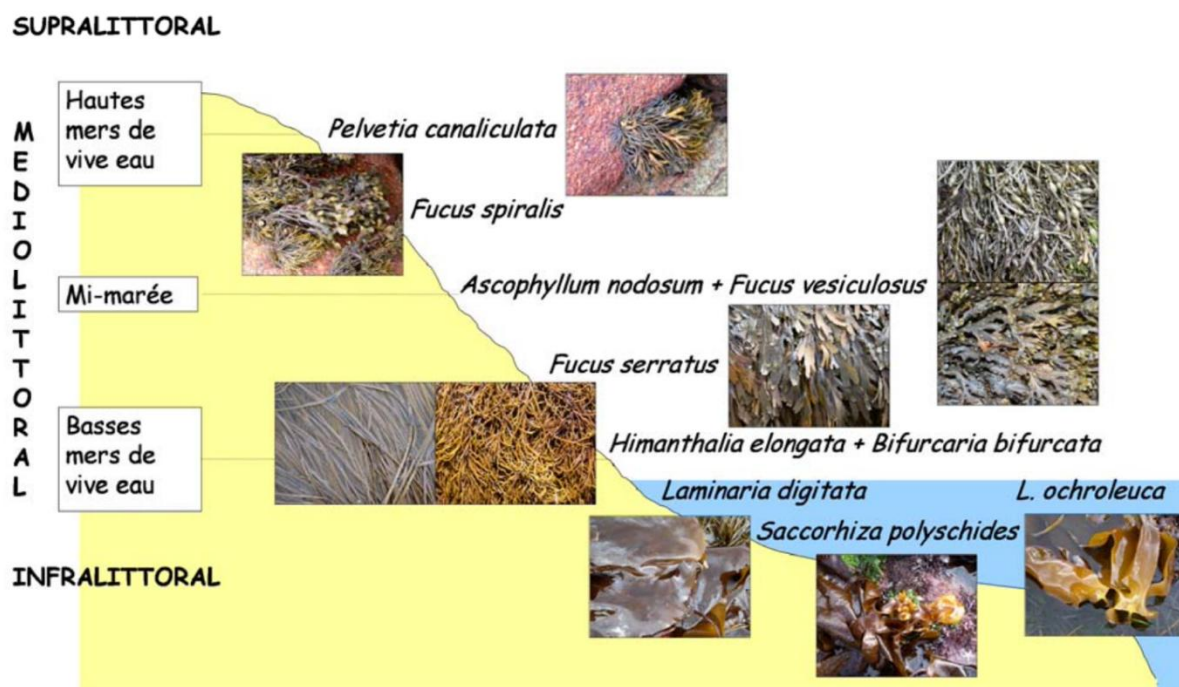 SUPRALITTORAL
Hautes
mers de
vive eau
MEDIOLITTORAL
Pelvetia canaliculata
Fucus spiralis
Mi-marée
Ascophyllum nodosum + Fucus vesiculosus
Fucus serratus
Basses
mers de
vive eau
Himanthalia elongata + Bifurcaria bifurcata
Laminaria digitata
L. ochroleuca
Saccorhiza polyschides
INFRALITTORAL